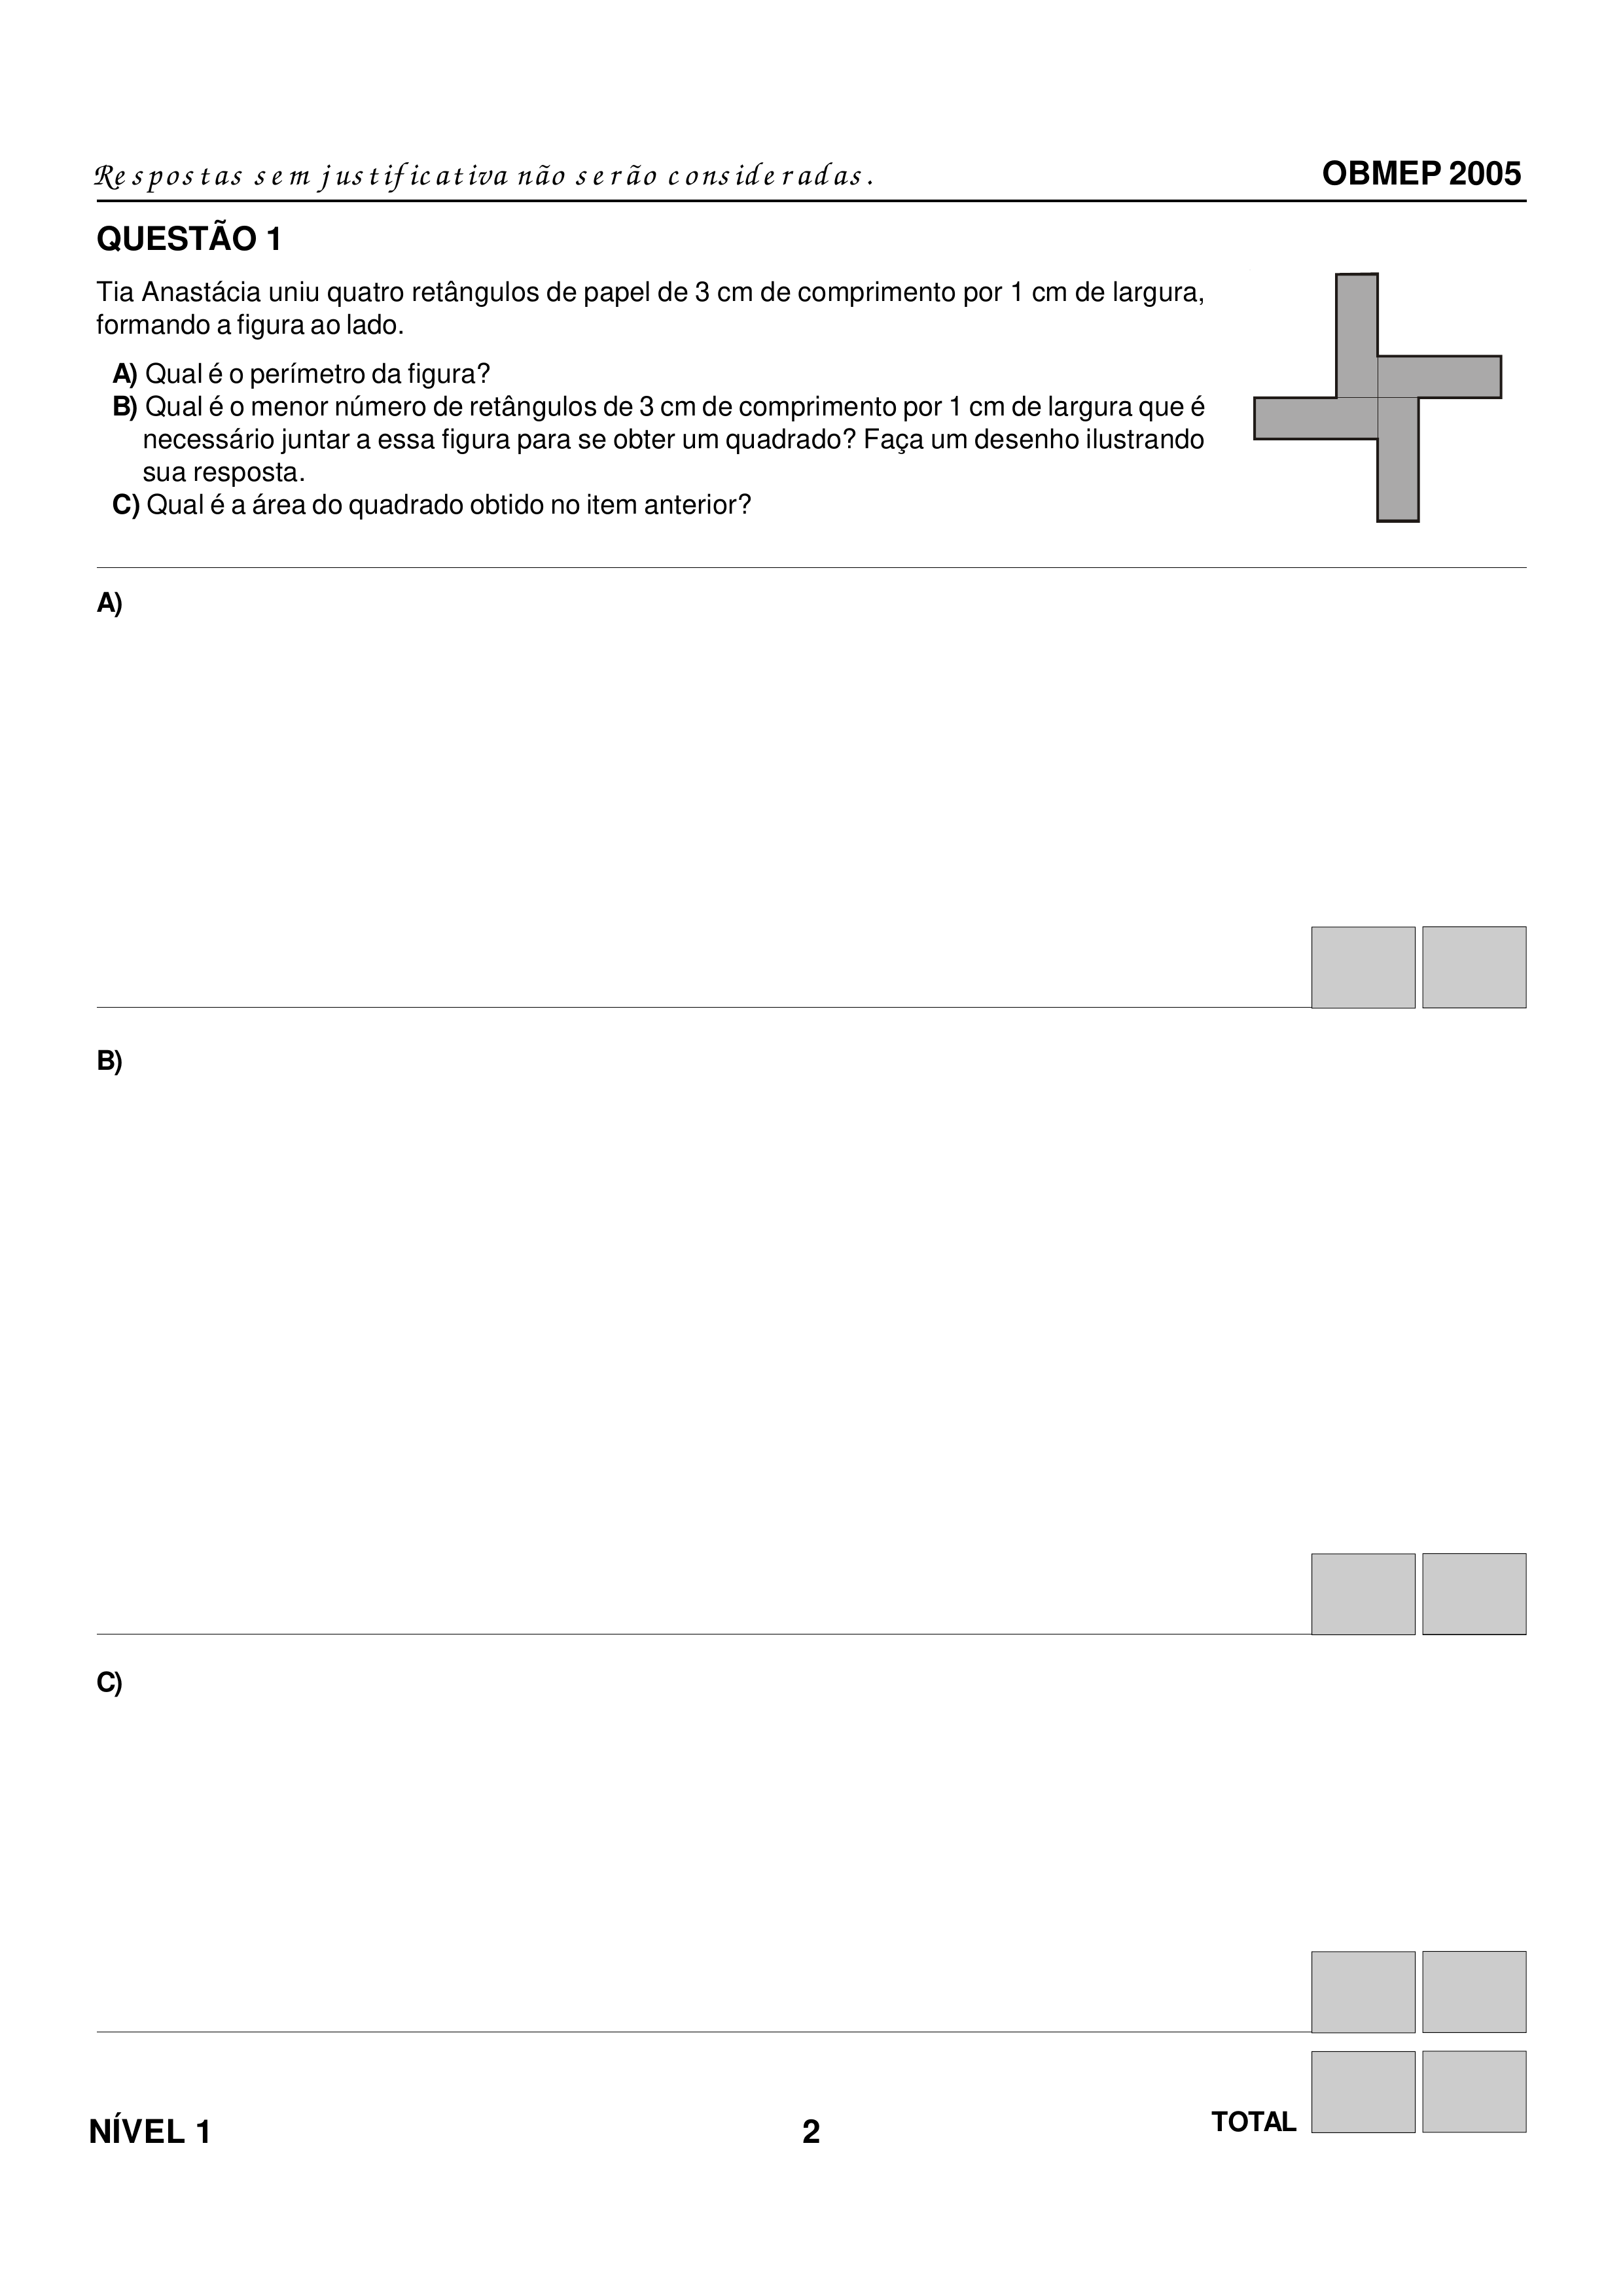 Respostas sem justificativa não serão consideradas.
OBMEP 2005
QUESTÃO 1
Tia Anastácia uniu quatro retângulos de papel de 3 cm de comprimento por 1 cm de largura,
formando a figura ao lado.
A) Qual é o perímetro da figura?
B) Qual é o menor número de retângulos de 3 cm de comprimento por 1 cm de largura que é
necessário juntar a essa figura para se obter um quadrado? Faça um desenho ilustrando
sua resposta.
C) Qual é a área do quadrado obtido no item anterior?
A)
B)
C)
TOTAL
NÍVEL 1
2